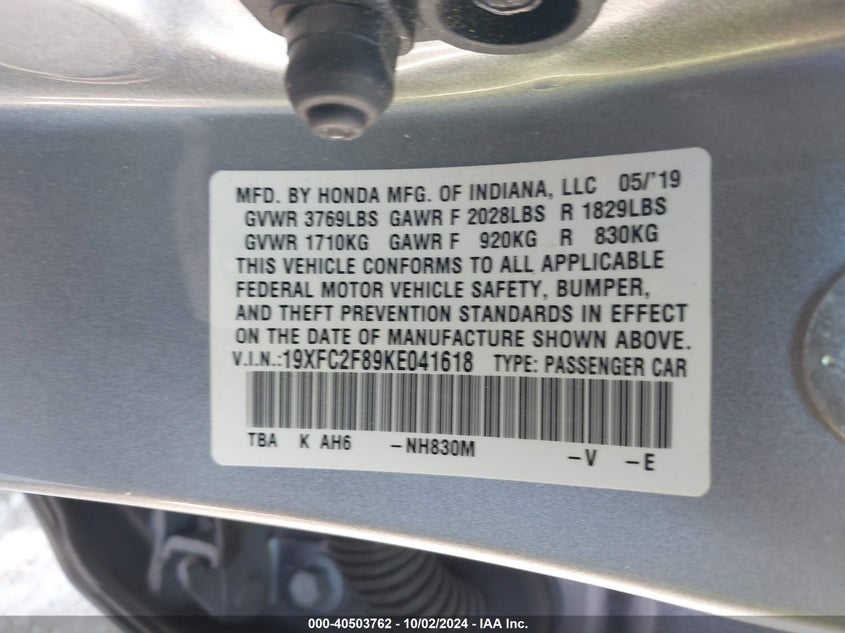 MFD. BY HONDA MFG. OF INDIANA, LLC 05/'19
GVWR 3769LBS GAWR F 2028LBS R 1829LBS
GVWR 1710KG GAWR F 920KG R 830KG
THIS VEHICLE CONFORMS TO ALL APPLICABLE
FEDERAL MOTOR VEHICLE SAFETY, BUMPER,
AND THEFT PREVENTION STANDARDS IN EFFECT
ON THE DATE OF MANUFACTURE SHOWN ABOVE.
V.I.N.:19XFC2F89KE041618 TYPE: PASSENGER CAR
TBA K AH6 –NH830M –V –E
000-40503762 - 10/02/2024 - IAA Inc.